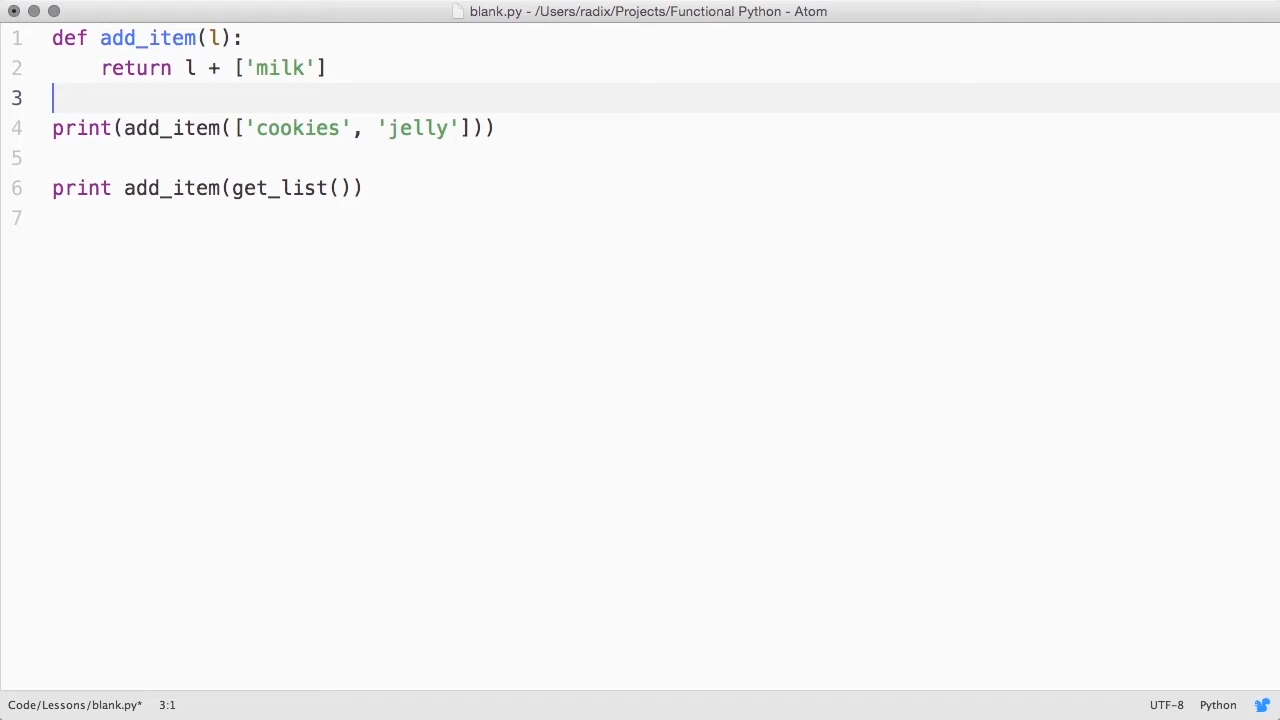 blank.py - /Users/radix/Projects/Functional Python - Atom
1 def add_item(l):
2     return l + ['milk']
3
4 print(add_item(['cookies', 'jelly']))
5
6 print add_item(get_list())
7
Code/Lessons/blank.py* 3:1 UTF-8 Python